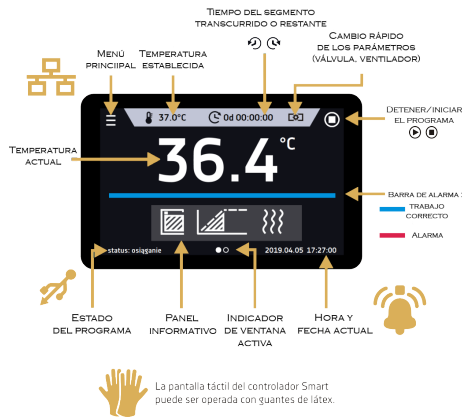 TIEMPO DEL SEGMENTO
TRANSCURRIDO O RESTANTE
CAMBIO RÁPIDO
DE LOS PARÁMETROS
(VÁLVULA, VENTILADOR)
MENÚ
PRINCIIPAL
TEMPERATURA
ESTABLECIDA
DETENER/INICIAR
EL PROGRAMA
37.0°C
0d 00:00:00
TEMPERATURA
ACTUAL
36.4°C
BARRA DE ALARMA:
TRABAJO
CORRECTO
ALARMA
status: osiąganie
2019.04.05 17:27:00
ESTADO
DEL PROGRAMA
PANEL
INFORMATIVO
INDICADOR
DE VENTANA
ACTIVA
HORA Y
FECHA ACTUAL
La pantalla táctil del controlador Smart
puede ser operada con guantes de látex.